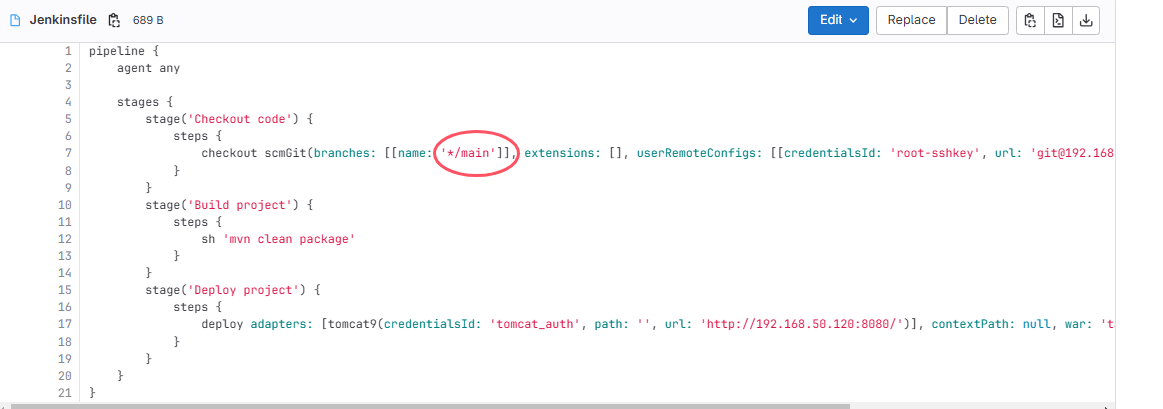 Jenkinsfile 689 B Edit Replace Delete
1 pipeline {
2     agent any
3
4     stages {
5         stage('Checkout code') {
6             steps {
7                 checkout scmGit(branches: [[name: '*/main']], extensions: [], userRemoteConfigs: [[credentialsId: 'root-sshkey', url: 'git@192.168
8             }
9         }
10         stage('Build project') {
11             steps {
12                 sh 'mvn clean package'
13             }
14         }
15         stage('Deploy project') {
16             steps {
17                 deploy adapters: [tomcat9(credentialsId: 'tomcat_auth', path: '', url: 'http://192.168.50.120:8080/')], contextPath: null, war: 't
18             }
19         }
20     }
21 }